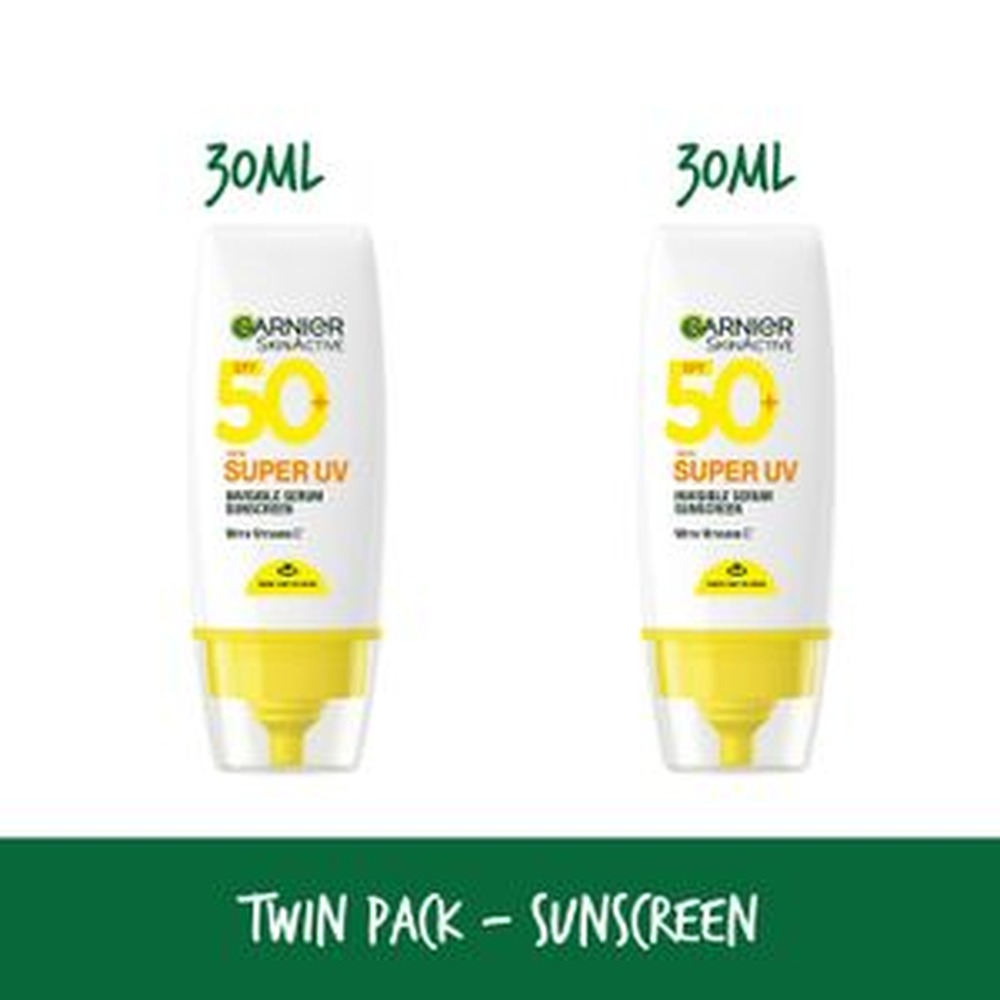 30ML
30ML
GARNIER
SKINACTIVE
SPF
50+
SUPER UV
INVISIBLE SERUM
SUNSCREEN
WITH VITAMIN C
GARNIER
SKINACTIVE
SPF
50+
SUPER UV
INVISIBLE SERUM
SUNSCREEN
WITH VITAMIN C
TWIN PACK - SUNSCREEN